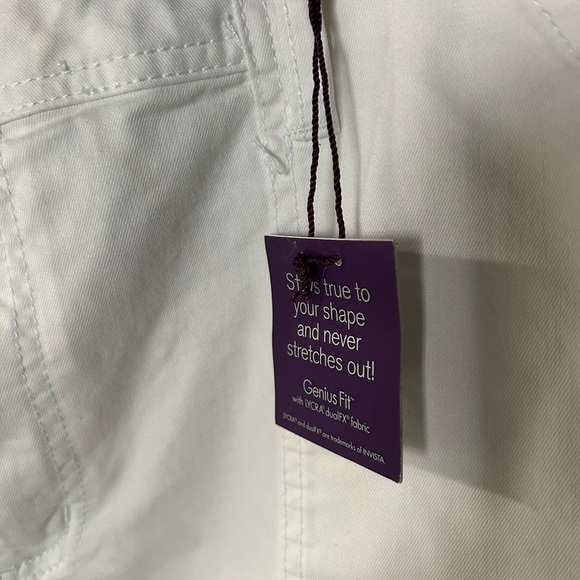 Stays true to
your shape
and never
stretches out!
Genius Fit™
with LYCRA® dualFX® fabric
LYCRA® and dualFX® are trademarks of INVISTA.